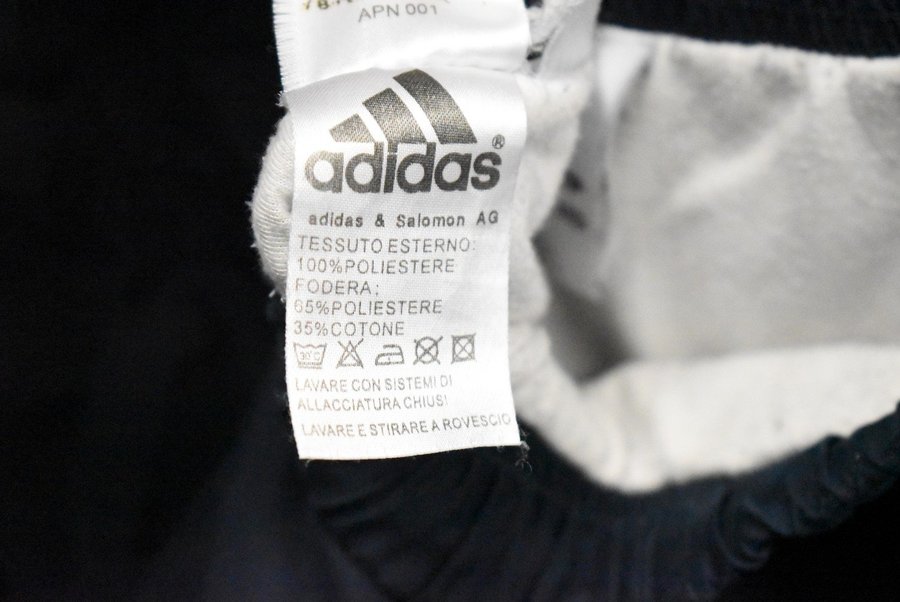 APN 001
adidas®
adidas & Salomon AG
TESSUTO ESTERNO:
100%POLIESTERE
FODERA;
65%POLIESTERE
35%COTONE
30°C
LAVARE CON SISTEMI DI
ALLACCIATURA CHIUSI
LAVARE E STIRARE A ROVESCIO